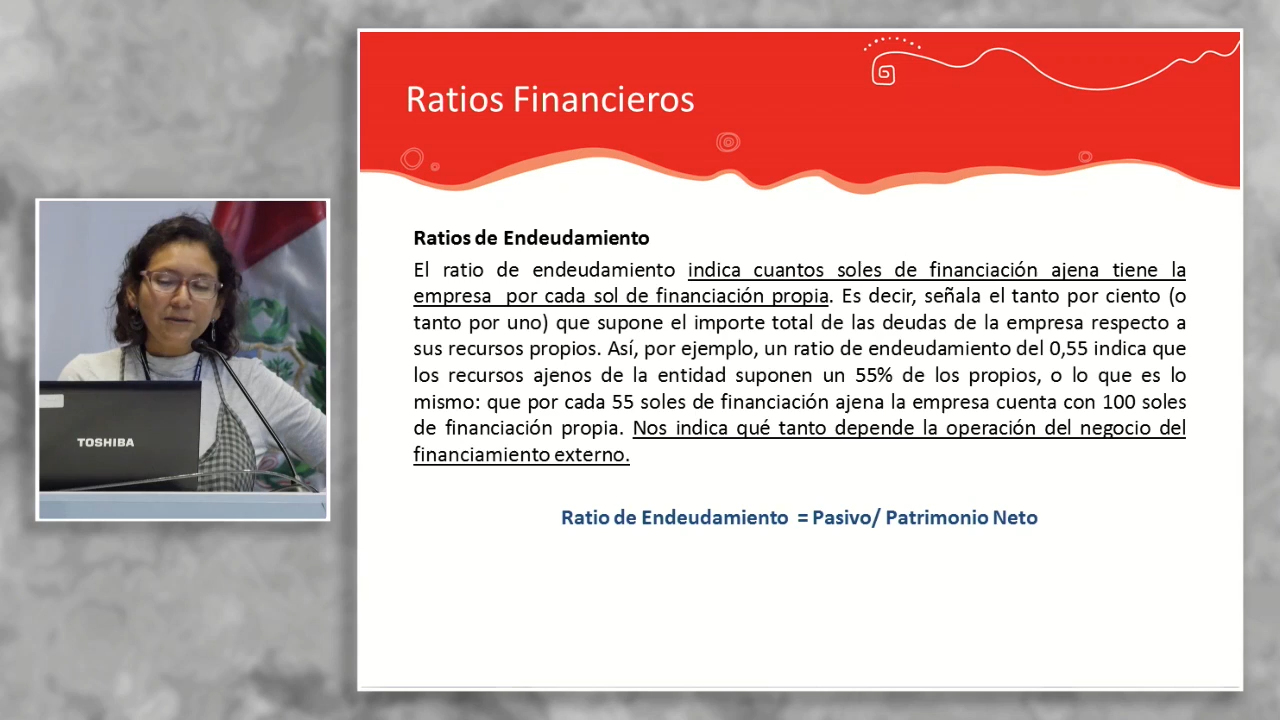 Ratios Financieros
Ratios de Endeudamiento
El ratio de endeudamiento indica cuantos soles de financiación ajena tiene la
empresa por cada sol de financiación propia. Es decir, señala el tanto por ciento (o
tanto por uno) que supone el importe total de las deudas de la empresa respecto a
sus recursos propios. Así, por ejemplo, un ratio de endeudamiento del 0,55 indica que
los recursos ajenos de la entidad suponen un 55% de los propios, o lo que es lo
mismo: que por cada 55 soles de financiación ajena la empresa cuenta con 100 soles
de financiación propia. Nos indica qué tanto depende la operación del negocio del
financiamiento externo.
Ratio de Endeudamiento = Pasivo/ Patrimonio Neto
TOSHIBA